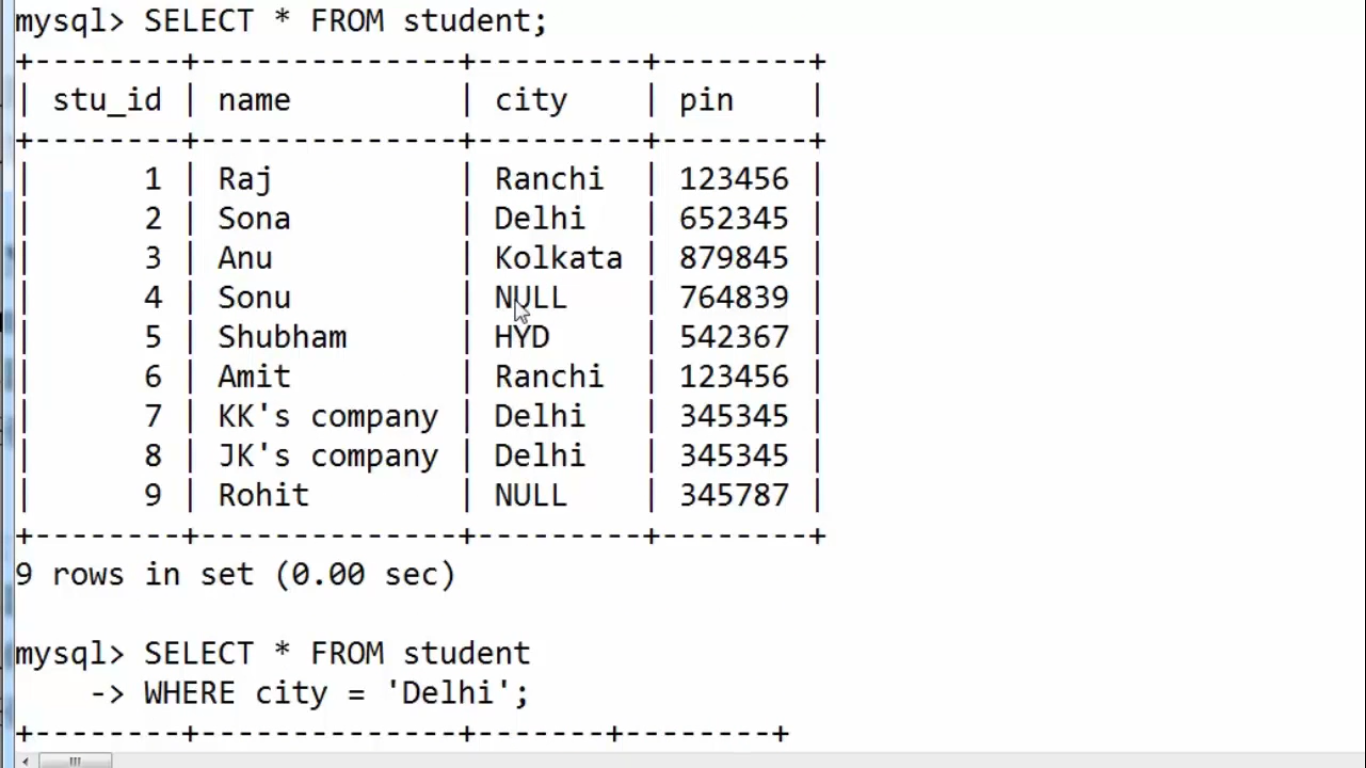 mysql> SELECT * FROM student;
+--------+--------------+---------+--------+
| stu_id | name         | city    | pin    |
+--------+--------------+---------+--------+
|      1 | Raj          | Ranchi  | 123456 |
|      2 | Sona         | Delhi   | 652345 |
|      3 | Anu          | Kolkata | 879845 |
|      4 | Sonu         | NULL    | 764839 |
|      5 | Shubham      | HYD     | 542367 |
|      6 | Amit         | Ranchi  | 123456 |
|      7 | KK's company | Delhi   | 345345 |
|      8 | JK's company | Delhi   | 345345 |
|      9 | Rohit        | NULL    | 345787 |
+--------+--------------+---------+--------+
9 rows in set (0.00 sec)
mysql> SELECT * FROM student
    -> WHERE city = 'Delhi';
+--------+--------------+-------+--------+